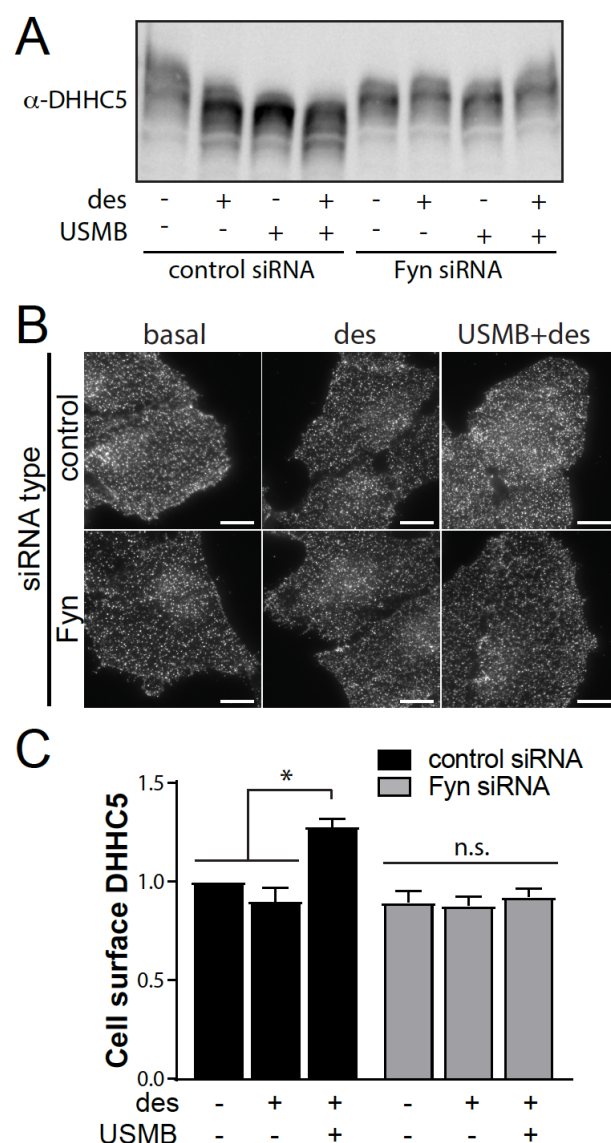 A
α-DHHC5
des - + - + - + - +
USMB - - + + - - + +
control siRNA Fyn siRNA
B
basal des USMB+des
siRNA type
control
Fyn
C
control siRNA
Fyn siRNA
Cell surface DHHC5
1.5
1.0
0.5
0.0
*
n.s.
des - + + - + +
USMB - - + - - +